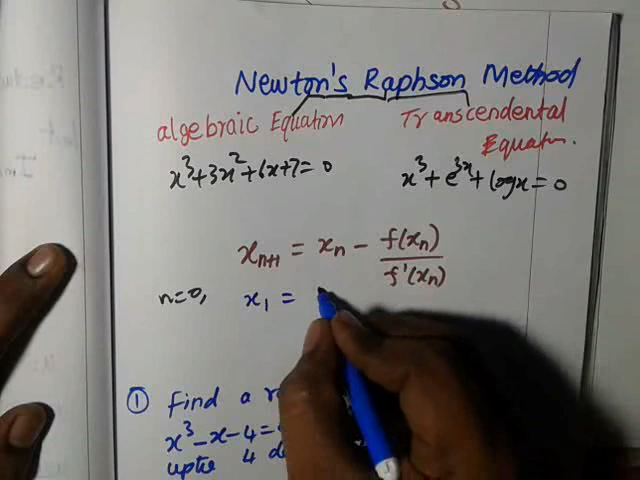 Newton's Raphson Method
algebraic Equation Transcendental
Equatn.
x³+3x²+6x+7=0 x³+e³ˣ+logx=0
xₙ₊₁ = xₙ - f(xₙ)/f'(xₙ)
n=0, x₁ =
① Find a
x³-x-4=
upto 4